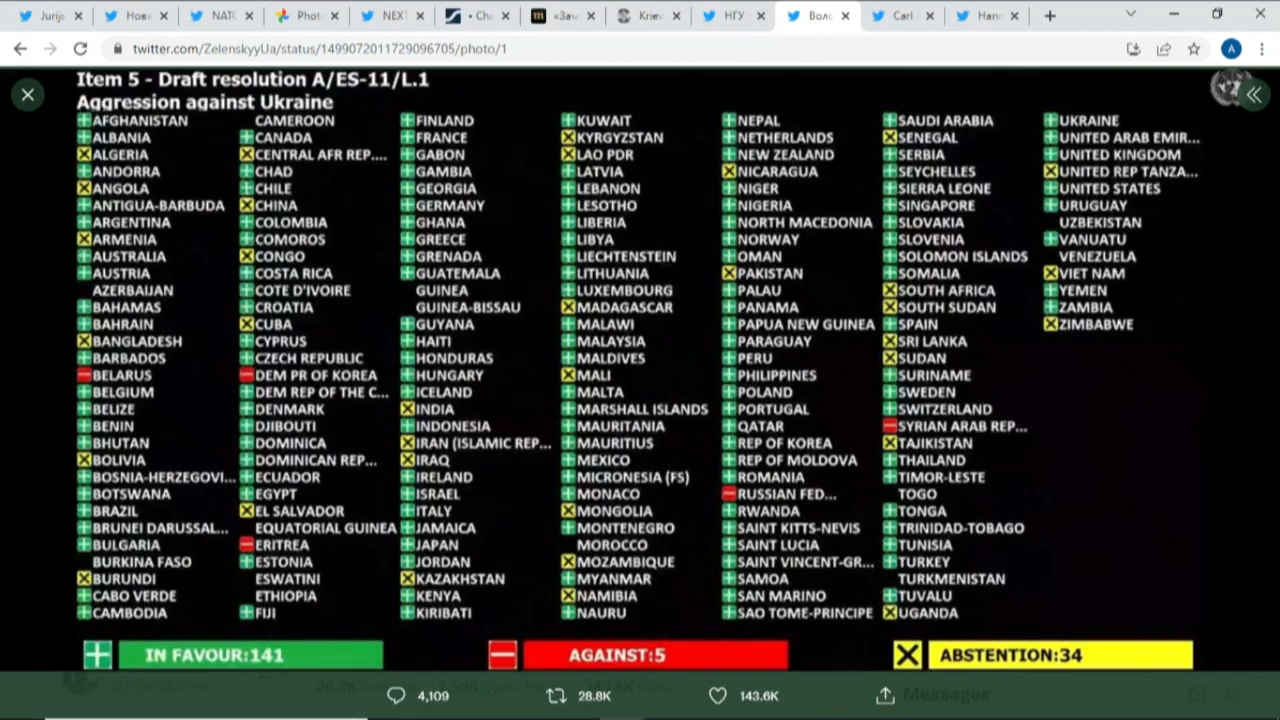 Jurijs
Нова
NATO
Phot
NEXT
• Cha
«Зач
Kriev
НГУ
Воло
Carl
Hann
twitter.com/ZelenskyyUa/status/1499072011729096705/photo/1
A
Item 5 - Draft resolution A/ES-11/L.1
Aggression against Ukraine
AFGHANISTAN
ALBANIA
ALGERIA
ANDORRA
ANGOLA
ANTIGUA-BARBUDA
ARGENTINA
ARMENIA
AUSTRALIA
AUSTRIA
AZERBAIJAN
BAHAMAS
BAHRAIN
BANGLADESH
BARBADOS
BELARUS
BELGIUM
BELIZE
BENIN
BHUTAN
BOLIVIA
BOSNIA-HERZEGOVI...
BOTSWANA
BRAZIL
BRUNEI DARUSSAL...
BULGARIA
BURKINA FASO
BURUNDI
CABO VERDE
CAMBODIA
CAMEROON
CANADA
CENTRAL AFR REP....
CHAD
CHILE
CHINA
COLOMBIA
COMOROS
CONGO
COSTA RICA
COTE D'IVOIRE
CROATIA
CUBA
CYPRUS
CZECH REPUBLIC
DEM PR OF KOREA
DEM REP OF THE C...
DENMARK
DJIBOUTI
DOMINICA
DOMINICAN REP...
ECUADOR
EGYPT
EL SALVADOR
EQUATORIAL GUINEA
ERITREA
ESTONIA
ESWATINI
ETHIOPIA
FIJI
FINLAND
FRANCE
GABON
GAMBIA
GEORGIA
GERMANY
GHANA
GREECE
GRENADA
GUATEMALA
GUINEA
GUINEA-BISSAU
GUYANA
HAITI
HONDURAS
HUNGARY
ICELAND
INDIA
INDONESIA
IRAN (ISLAMIC REP...
IRAQ
IRELAND
ISRAEL
ITALY
JAMAICA
JAPAN
JORDAN
KAZAKHSTAN
KENYA
KIRIBATI
KUWAIT
KYRGYZSTAN
LAO PDR
LATVIA
LEBANON
LESOTHO
LIBERIA
LIBYA
LIECHTENSTEIN
LITHUANIA
LUXEMBOURG
MADAGASCAR
MALAWI
MALAYSIA
MALDIVES
MALI
MALTA
MARSHALL ISLANDS
MAURITANIA
MAURITIUS
MEXICO
MICRONESIA (FS)
MONACO
MONGOLIA
MONTENEGRO
MOROCCO
MOZAMBIQUE
MYANMAR
NAMIBIA
NAURU
NEPAL
NETHERLANDS
NEW ZEALAND
NICARAGUA
NIGER
NIGERIA
NORTH MACEDONIA
NORWAY
OMAN
PAKISTAN
PALAU
PANAMA
PAPUA NEW GUINEA
PARAGUAY
PERU
PHILIPPINES
POLAND
PORTUGAL
QATAR
REP OF KOREA
REP OF MOLDOVA
ROMANIA
RUSSIAN FED...
RWANDA
SAINT KITTS-NEVIS
SAINT LUCIA
SAINT VINCENT-GR...
SAMOA
SAN MARINO
SAO TOME-PRINCIPE
SAUDI ARABIA
SENEGAL
SERBIA
SEYCHELLES
SIERRA LEONE
SINGAPORE
SLOVAKIA
SLOVENIA
SOLOMON ISLANDS
SOMALIA
SOUTH AFRICA
SOUTH SUDAN
SPAIN
SRI LANKA
SUDAN
SURINAME
SWEDEN
SWITZERLAND
SYRIAN ARAB REP...
TAJIKISTAN
THAILAND
TIMOR-LESTE
TOGO
TONGA
TRINIDAD-TOBAGO
TUNISIA
TURKEY
TURKMENISTAN
TUVALU
UGANDA
UKRAINE
UNITED ARAB EMIR...
UNITED KINGDOM
UNITED REP TANZA...
UNITED STATES
URUGUAY
UZBEKISTAN
VANUATU
VENEZUELA
VIET NAM
YEMEN
ZAMBIA
ZIMBABWE
IN FAVOUR:141
AGAINST:5
ABSTENTION:34
4,109
28.8K
143.6K
Messages